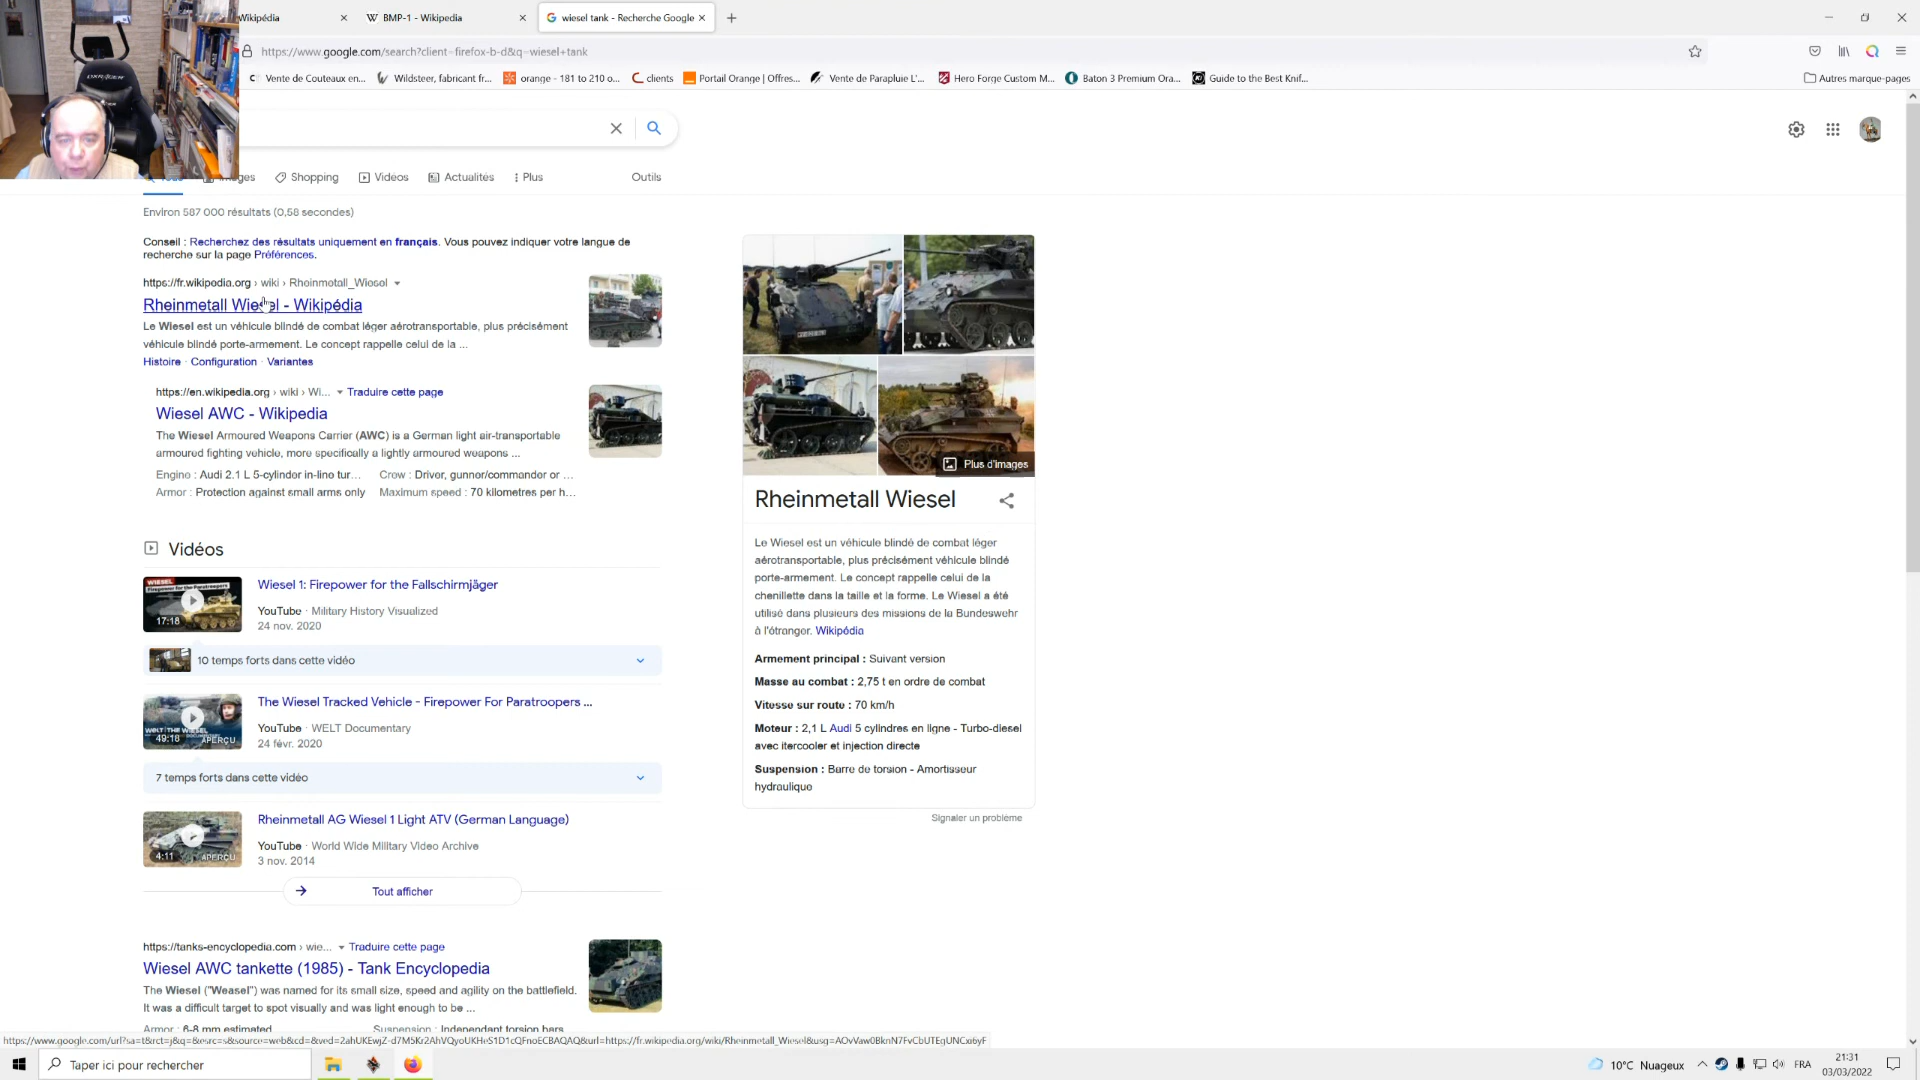 Wikipédia
BMP-1 - Wikipedia
wiesel tank - Recherche Google
https://www.google.com/search?client=firefox-b-d&q=wiesel+tank
Vente de Couteaux en...
Wildsteer, fabricant fr...
orange - 181 to 210 o...
clients
Portail Orange | Offres...
Vente de Parapluie L'...
Hero Forge Custom M...
Baton 3 Premium Ora...
Guide to the Best Knif...
Autres marque-pages
Images
Shopping
Vidéos
Actualités
Plus
Outils
Environ 587 000 résultats (0,58 secondes)
Conseil : Recherchez des résultats uniquement en français. Vous pouvez indiquer votre langue de
recherche sur la page Préférences.
https://fr.wikipedia.org › wiki › Rheinmetall_Wiesel
Rheinmetall Wiesel - Wikipédia
Le Wiesel est un véhicule blindé de combat léger aérotransportable, plus précisément
véhicule blindé porte-armement. Le concept rappelle celui de la ...
Histoire · Configuration · Variantes
https://en.wikipedia.org › wiki › Wi... Traduire cette page
Wiesel AWC - Wikipedia
The Wiesel Armoured Weapons Carrier (AWC) is a German light air-transportable
armoured fighting vehicle, more specifically a lightly armoured weapons ...
Engine : Audi 2.1 L 5-cylinder in-line tur... Crew : Driver, gunner/commander or ...
Armor : Protection against small arms only Maximum speed : 70 kilometres per h...
Vidéos
WIESEL
17:18
Wiesel 1: Firepower for the Fallschirmjäger
YouTube · Military History Visualized
24 nov. 2020
10 temps forts dans cette vidéo
49:18 APERÇU
The Wiesel Tracked Vehicle - Firepower For Paratroopers ...
YouTube · WELT Documentary
24 févr. 2020
7 temps forts dans cette vidéo
4:11 APERÇU
Rheinmetall AG Wiesel 1 Light ATV (German Language)
YouTube · World Wide Military Video Archive
3 nov. 2014
Tout afficher
https://tanks-encyclopedia.com › wie... Traduire cette page
Wiesel AWC tankette (1985) - Tank Encyclopedia
The Wiesel ("Weasel") was named for its small size, speed and agility on the battlefield.
It was a difficult target to spot visually and was light enough to be ...
Armor : 6-8 mm estimated Suspension : Independant torsion bars
Plus d'images
Rheinmetall Wiesel
Le Wiesel est un véhicule blindé de combat léger
aérotransportable, plus précisément véhicule blindé
porte-armement. Le concept rappelle celui de la
chenillette dans la taille et la forme. Le Wiesel a été
utilisé dans plusieurs des missions de la Bundeswehr
à l'étranger. Wikipédia
Armement principal : Suivant version
Masse au combat : 2,75 t en ordre de combat
Vitesse sur route : 70 km/h
Moteur : 2,1 L Audi 5 cylindres en ligne - Turbo-diesel
avec itercooler et injection directe
Suspension : Barre de torsion - Amortisseur
hydraulique
Signaler un problème
Taper ici pour rechercher
10°C Nuageux
FRA
21:31
03/03/2022